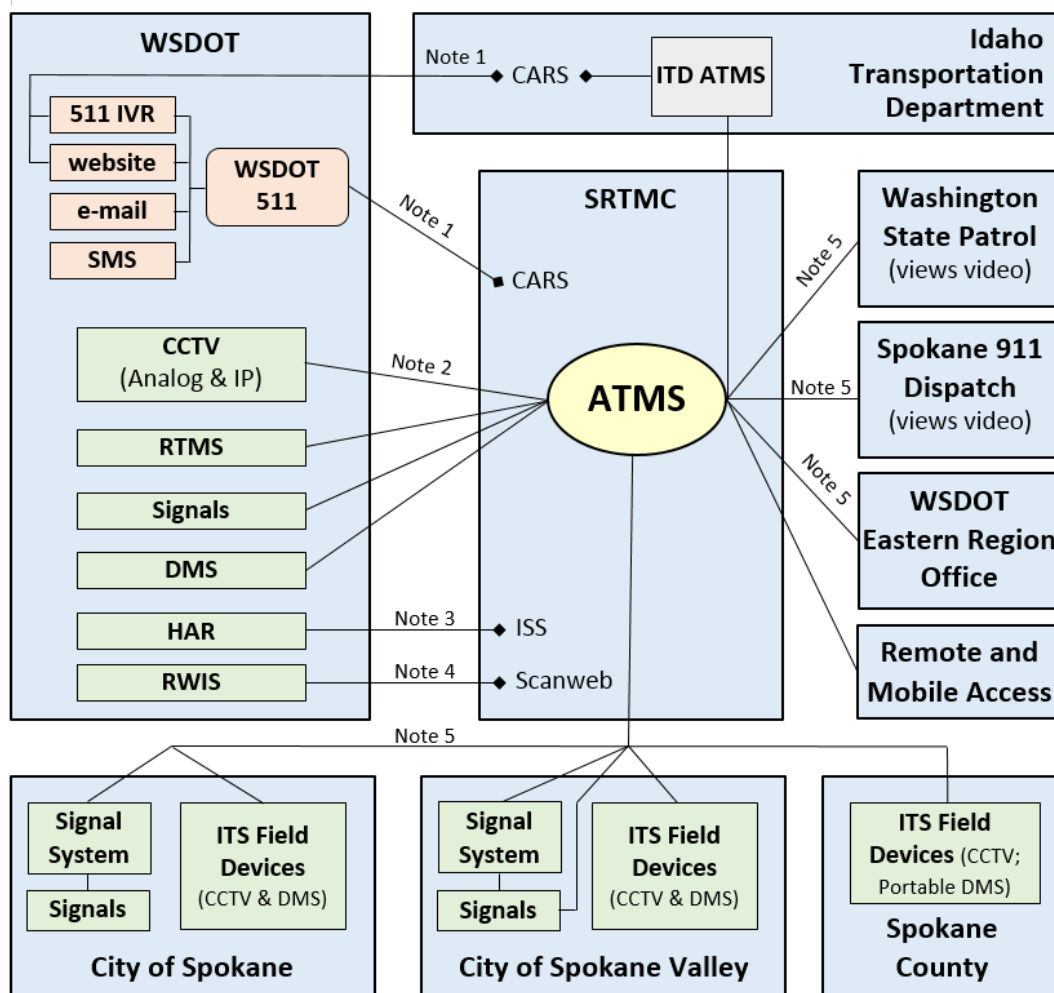 WSDOT
Note 1
CARS
ITD ATMS
Idaho
Transportation
Department
511 IVR
website
e-mail
SMS
WSDOT
511
Note 1
SRTMC
CARS
Washington
State Patrol
(views video)
Note 5
CCTV
(Analog & IP)
Note 2
ATMS
Spokane 911
Dispatch
(views video)
Note 5
RTMS
Signals
DMS
Note 5
WSDOT
Eastern Region
Office
HAR
Note 3
ISS
RWIS
Note 4
Scanweb
Remote and
Mobile Access
Note 5
Signal
System
Signals
ITS Field
Devices
(CCTV & DMS)
City of Spokane
Signal
System
Signals
ITS Field
Devices
(CCTV & DMS)
City of Spokane Valley
ITS Field
Devices (CCTV;
Portable DMS)
Spokane
County